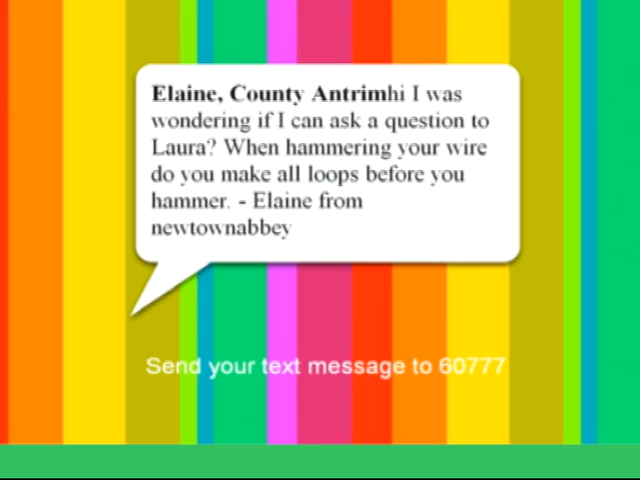 Elaine, County Antrimhi I was
wondering if I can ask a question to
Laura? When hammering your wire
do you make all loops before you
hammer. - Elaine from
newtownabbey
Send your text message to 60777